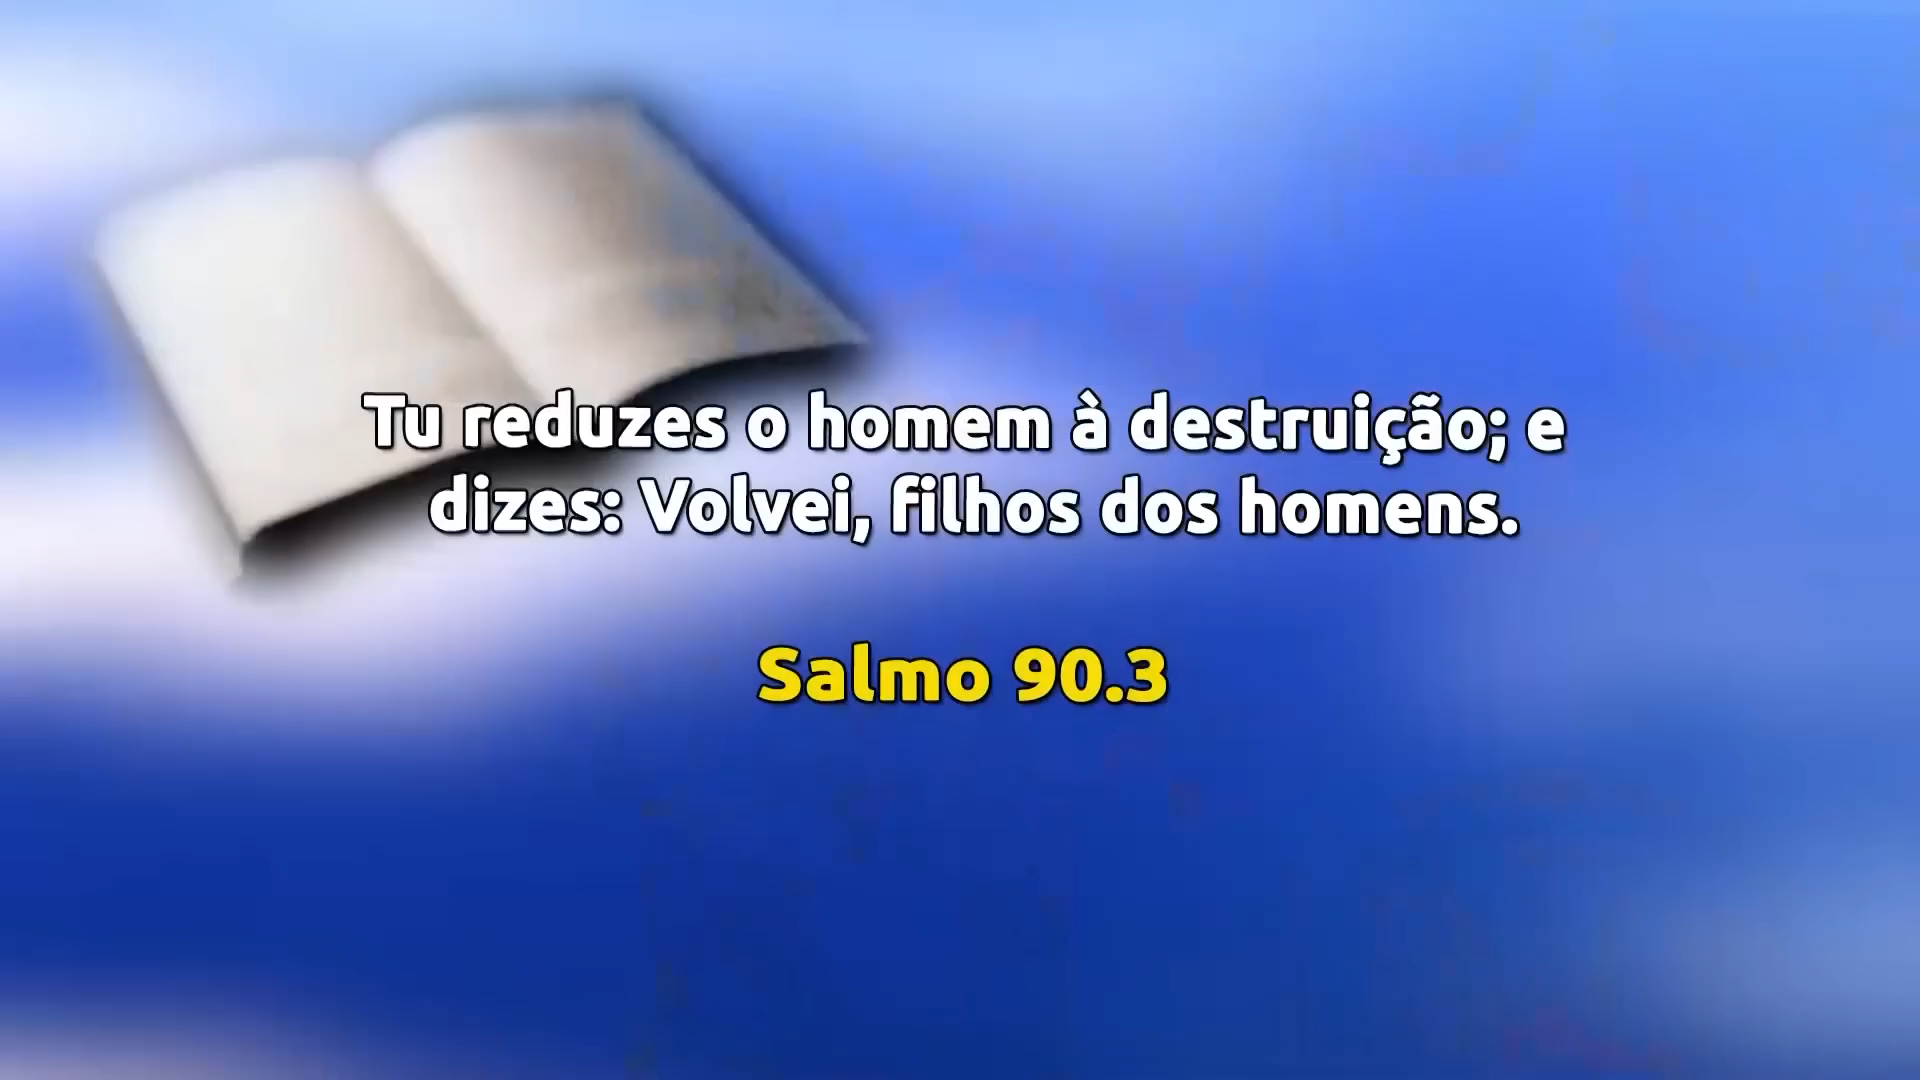 Tu reduzes o homem à destruição; e
dizes: Volvei, filhos dos homens.
Salmo 90.3